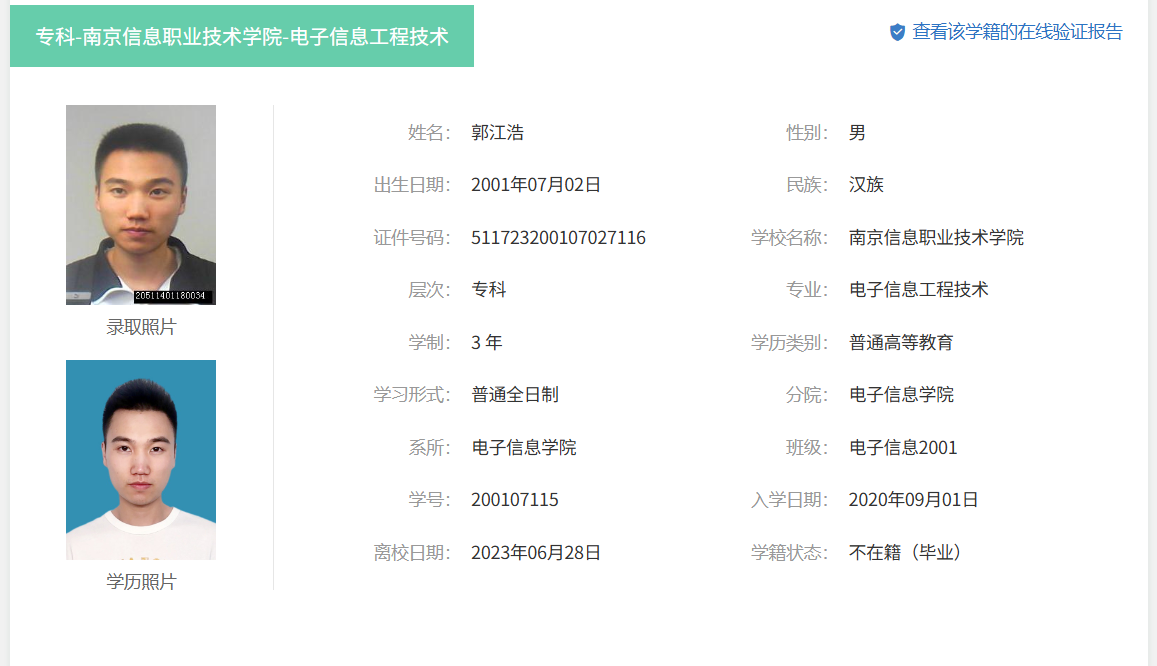 专科-南京信息职业技术学院-电子信息工程技术
查看该学籍的在线验证报告
20511401180034
录取照片
学历照片
姓名： 郭江浩 性别： 男
出生日期： 2001年07月02日 民族： 汉族
证件号码： 511723200107027116 学校名称： 南京信息职业技术学院
层次： 专科 专业： 电子信息工程技术
学制： 3 年 学历类别： 普通高等教育
学习形式： 普通全日制 分院： 电子信息学院
系所： 电子信息学院 班级： 电子信息2001
学号： 200107115 入学日期： 2020年09月01日
离校日期： 2023年06月28日 学籍状态： 不在籍（毕业）